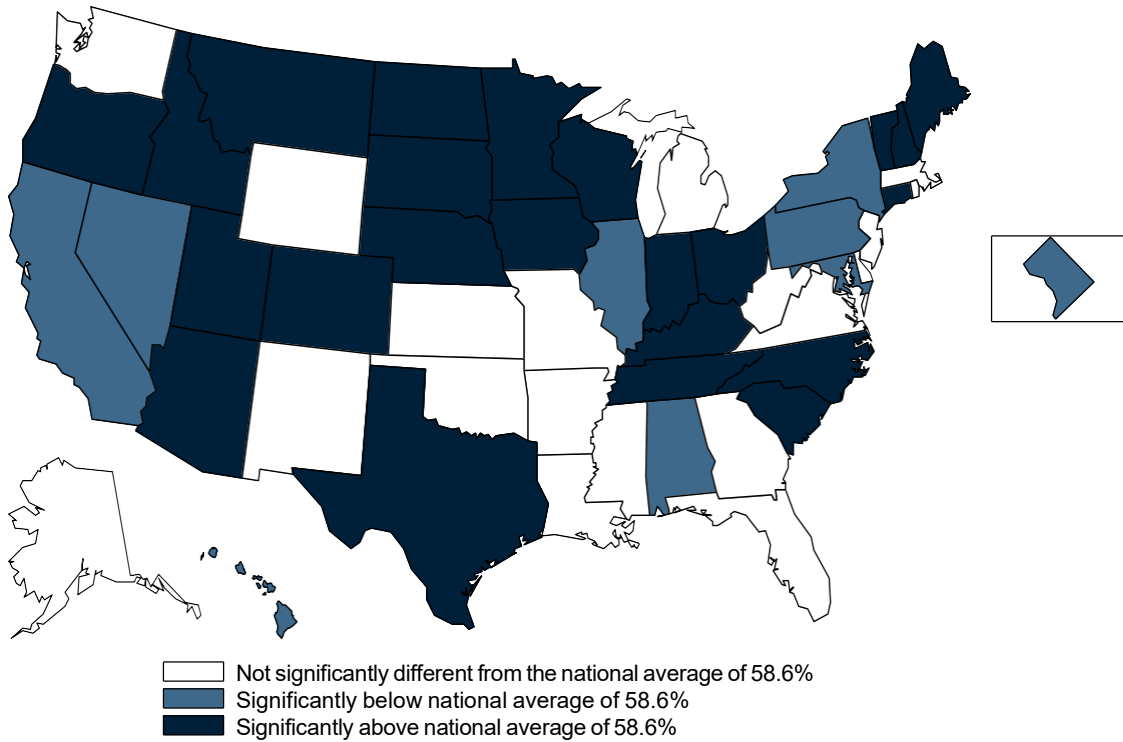 Not significantly different from the national average of 58.6%
Significantly below national average of 58.6%
Significantly above national average of 58.6%